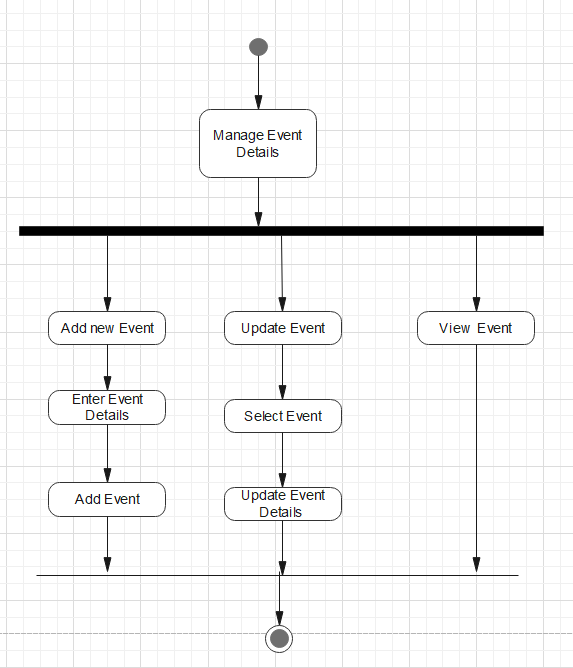 Manage Event
Details
Add new Event
Update Event
View Event
Enter Event
Details
Select Event
Add Event
Update Event
Details